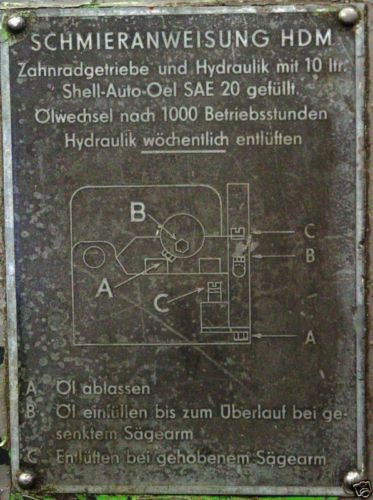 SCHMIERANWEISUNG HDM
Zahnradgetriebe und Hydraulik mit 10 ltr.
Shell-Auto-Oel SAE 20 gefüllt.
Ölwechsel nach 1000 Betriebsstunden
Hydraulik wöchentlich entlüften
B
C
B
A
C
A
A Öl ablassen
B Öl einfüllen bis zum Überlauf bei ge-
senktem Sägearm
C Entlüften bei gehobenem Sägearm